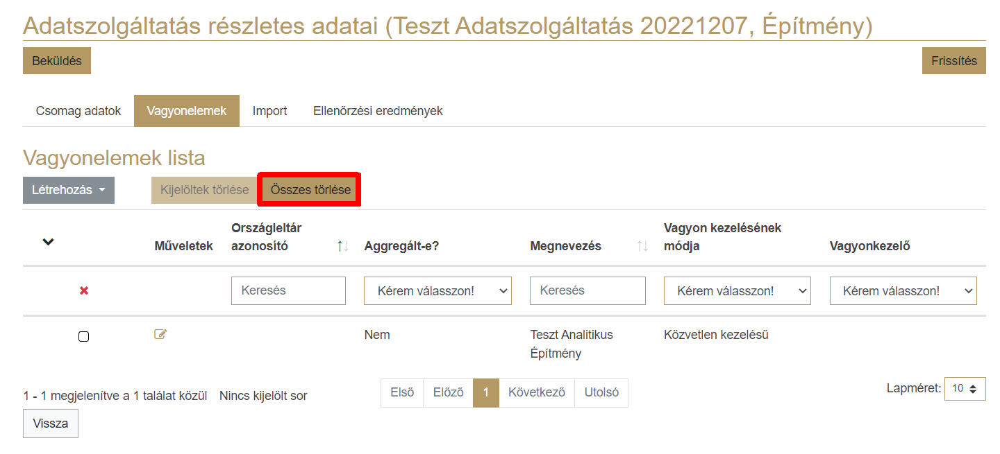 Adatszolgáltatás részletes adatai (Teszt Adatszolgáltatás 20221207, Építmény)
Beküldés Frissítés
Csomag adatok Vagyonelemek Import Ellenőrzési eredmények
Vagyonelemek lista
Létrehozás Kijelöltek törlése Összes törlése
Műveletek Országleltár azonosító Aggregált-e? Megnevezés Vagyon kezelésének módja Vagyonkezelő
Keresés Kérem válasszon! Keresés Kérem válasszon! Kérem válasszon!
Nem Teszt Analitikus Építmény Közvetlen kezelésű
1 - 1 megjelenítve a 1 találat közül Nincs kijelölt sor Első Előző 1 Következő Utolsó Lapméret: 10
Vissza